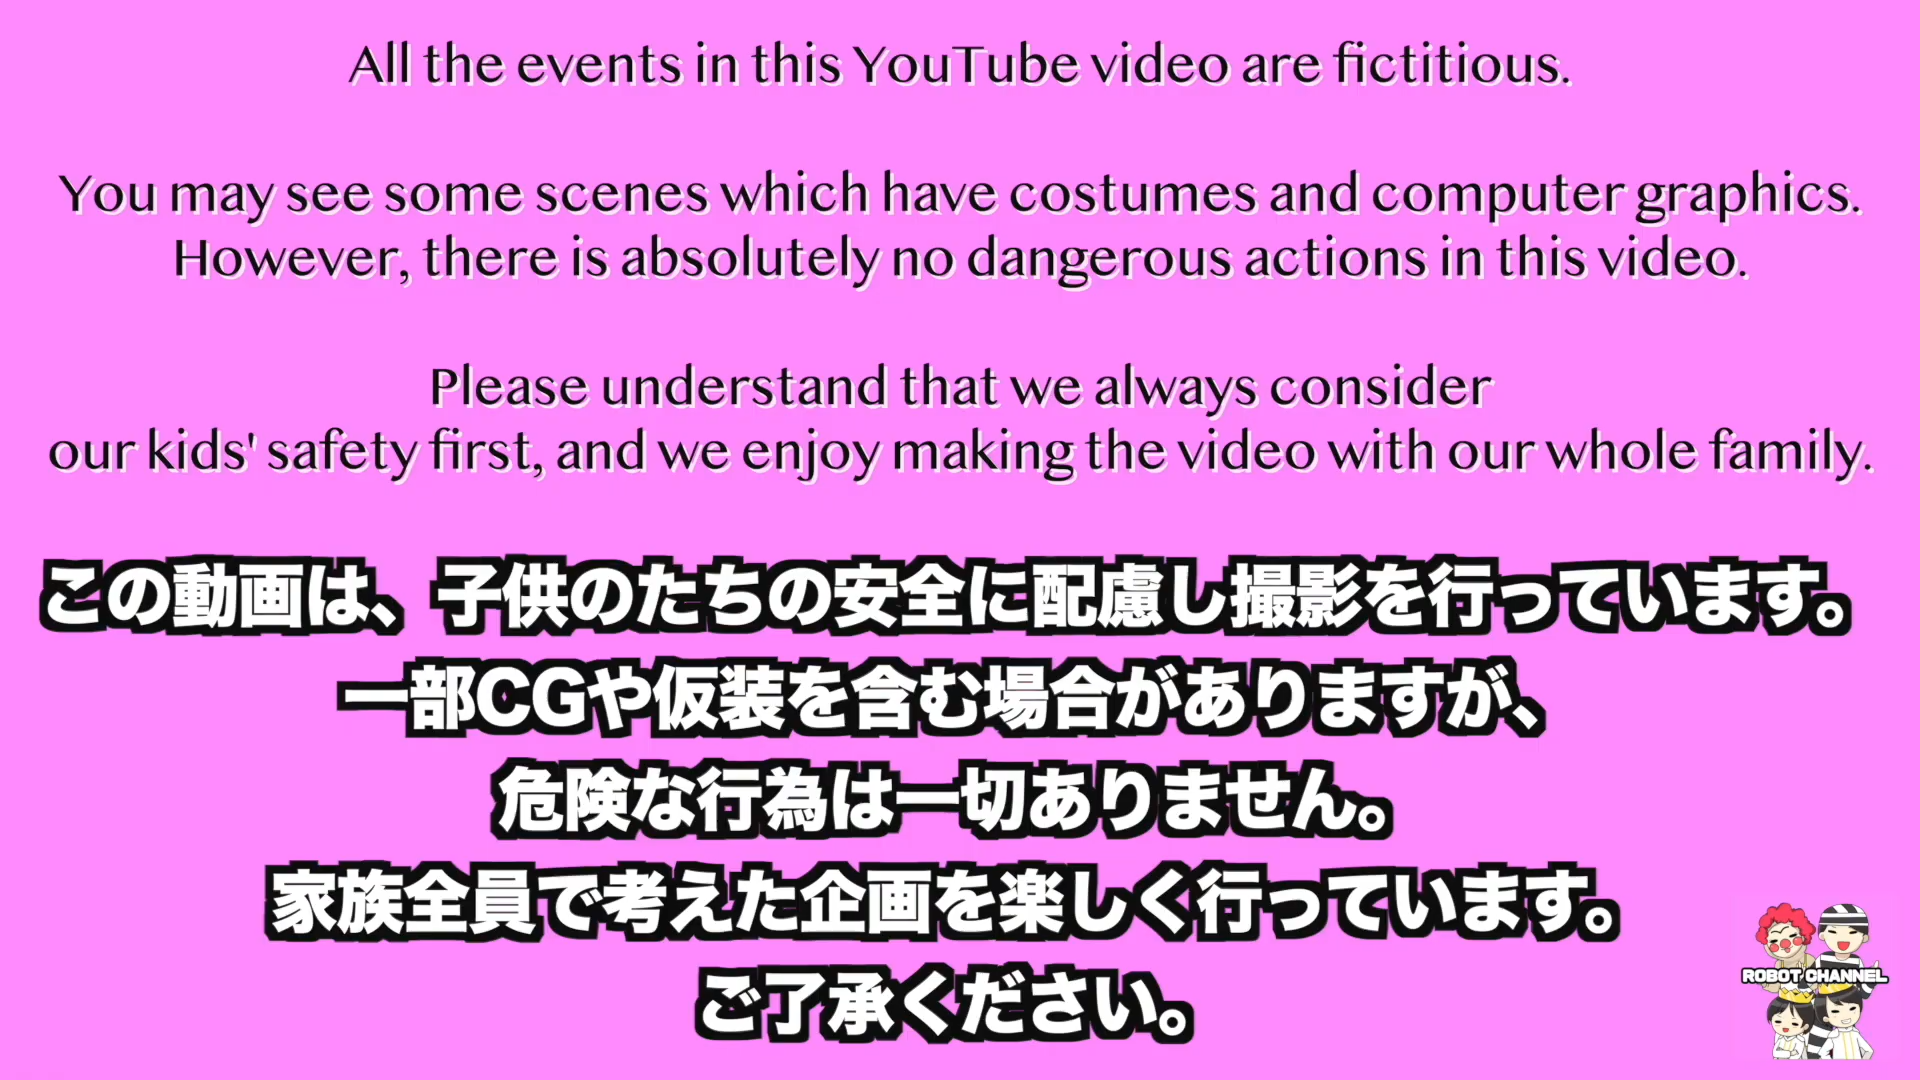 All the events in this YouTube video are fictitious.
You may see some scenes which have costumes and computer graphics.
However, there is absolutely no dangerous actions in this video.
Please understand that we always consider
our kids' safety first, and we enjoy making the video with our whole family.
この動画は、子供のたちの安全に配慮し撮影を行っています。
一部CGや仮装を含む場合がありますが、
危険な行為は一切ありません。
家族全員で考えた企画を楽しく行っています。
ご了承ください。
ROBOT CHANNEL